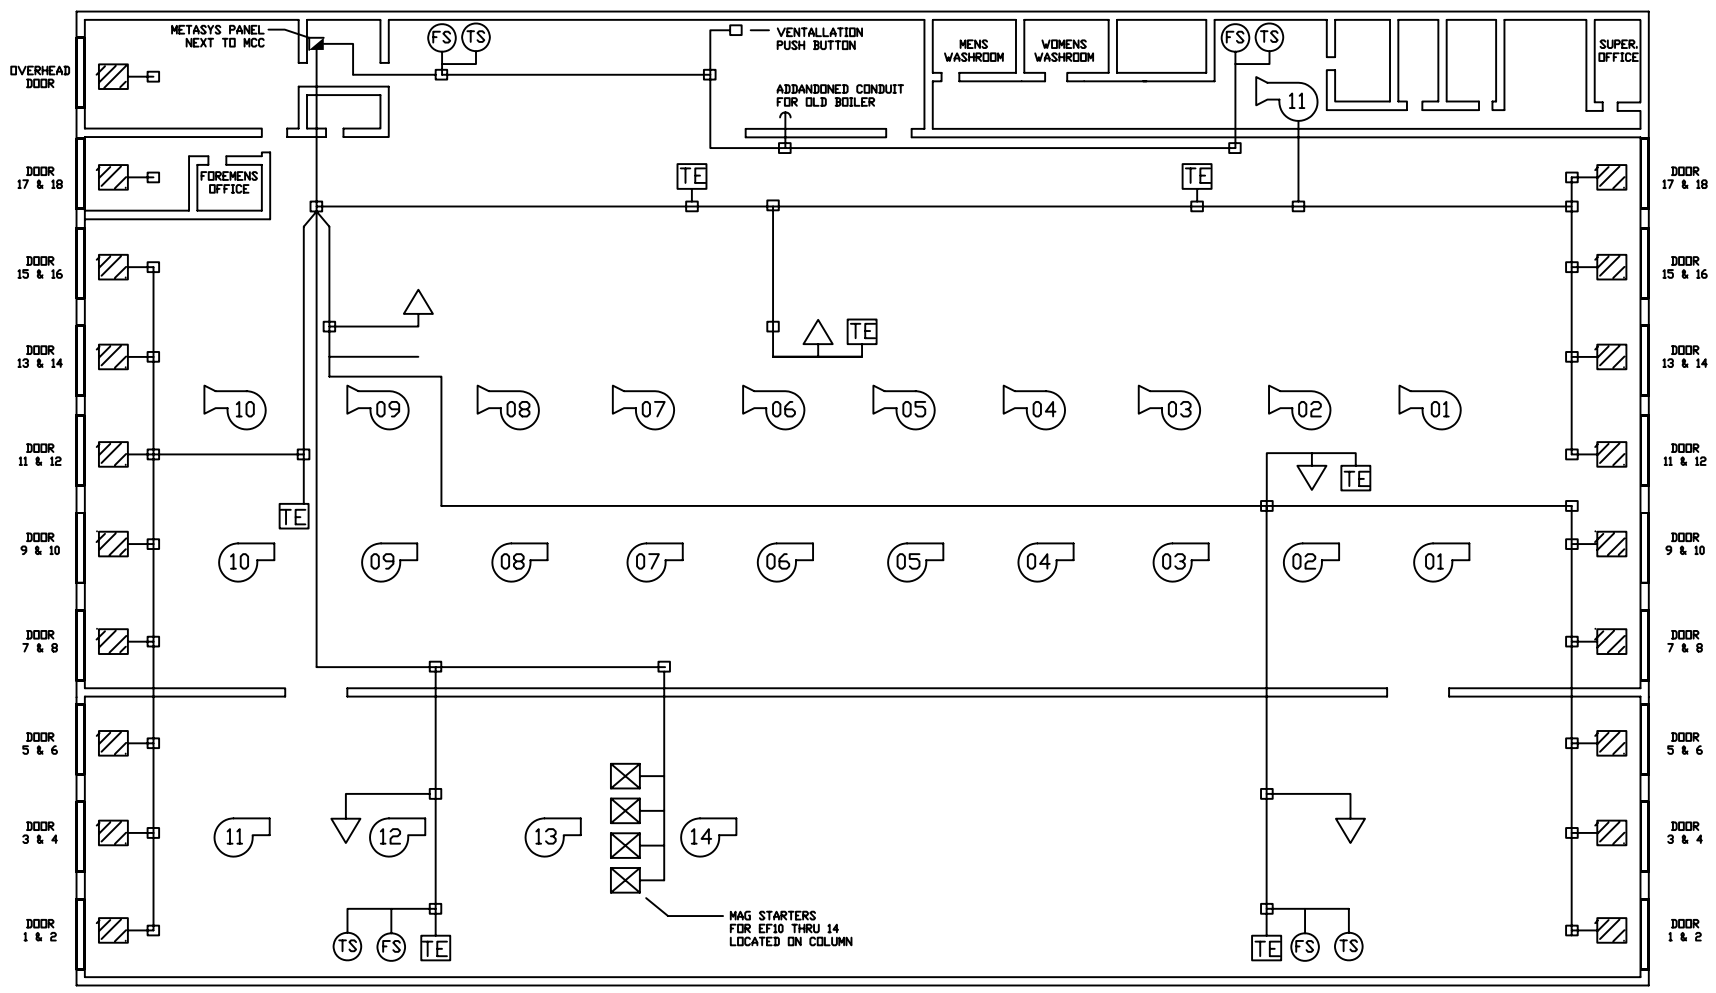 METASYS PANEL
NEXT TO MCC
FS
TS
VENTALLATION
PUSH BUTTON
MENS
WASHROOM
WOMENS
WASHROOM
FS
TS
SUPER.
OFFICE
OVERHEAD
DOOR
ADDANDONED CONDUIT
FOR OLD BOILER
11
DOOR
17 & 18
FOREMENS
OFFICE
TE
TE
DOOR
17 & 18
DOOR
15 & 16
DOOR
15 & 16
DOOR
13 & 14
TE
DOOR
13 & 14
10
09
08
07
06
05
04
03
02
01
DOOR
11 & 12
TE
DOOR
11 & 12
TE
DOOR
9 & 10
DOOR
9 & 10
10
09
08
07
06
05
04
03
02
01
DOOR
7 & 8
DOOR
7 & 8
DOOR
5 & 6
DOOR
5 & 6
DOOR
3 & 4
11
12
13
14
DOOR
3 & 4
DOOR
1 & 2
TS
FS
TE
MAG STARTERS
FOR EF10 THRU 14
LOCATED ON COLUMN
TE
FS
TS
DOOR
1 & 2